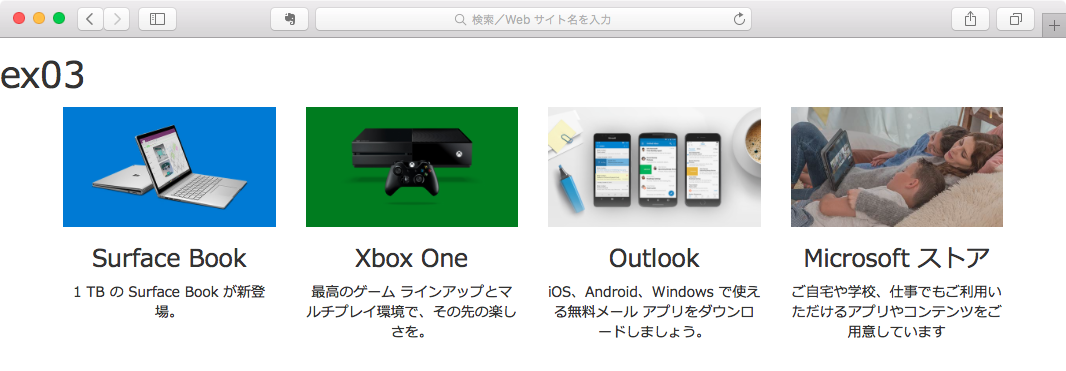 検索／Web サイト名を入力
ex03
Surface Book
1 TB の Surface Book が新登
場。
Xbox One
最高のゲーム ラインアップとマ
ルチプレイ環境で、その先の楽し
さを。
Outlook
iOS、Android、Windows で使え
る無料メール アプリをダウンロ
ードしましょう。
Microsoft ストア
ご自宅や学校、仕事でもご利用い
ただけるアプリやコンテンツをご
用意しています